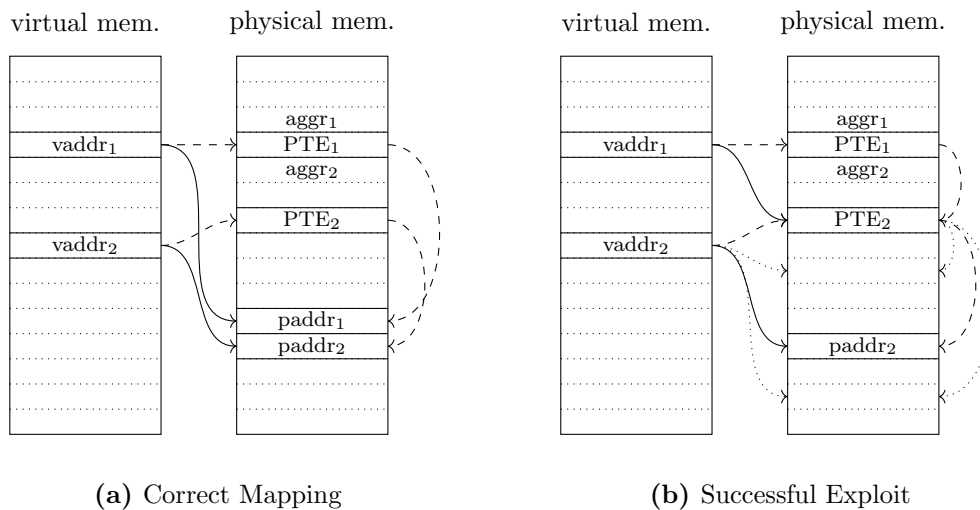 virtual mem.
physical mem.
aggr₁
vaddr₁
PTE₁
aggr₂
PTE₂
vaddr₂
paddr₁
paddr₂
(a) Correct Mapping
virtual mem.
physical mem.
aggr₁
vaddr₁
PTE₁
aggr₂
PTE₂
vaddr₂
paddr₂
(b) Successful Exploit